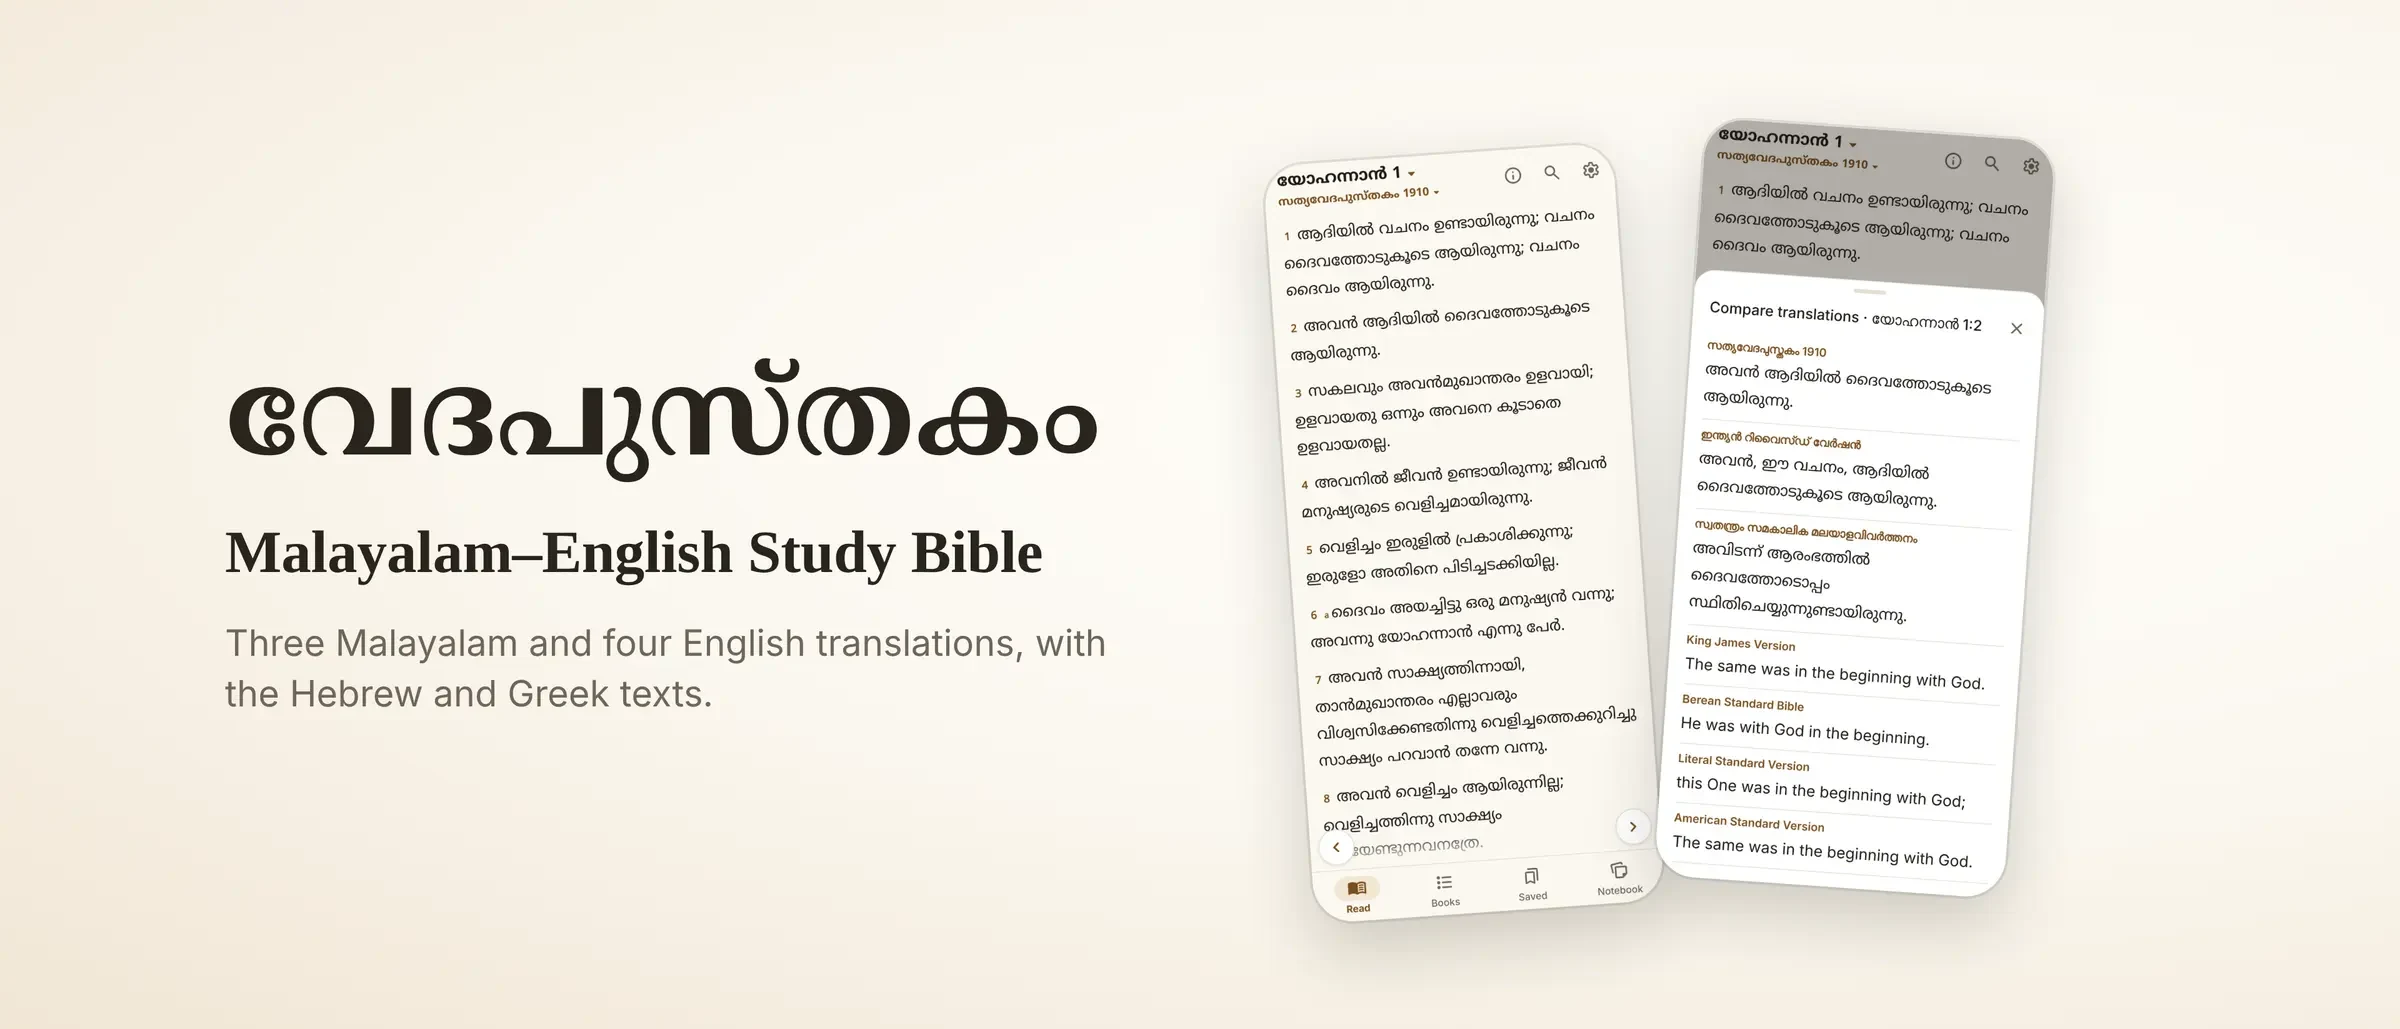 വേദപുസ്തകം
Malayalam–English Study Bible
Three Malayalam and four English translations, with
the Hebrew and Greek texts.
യോഹന്നാൻ 1
സത്യവേദപുസ്തകം 1910
1 ആദിയിൽ വചനം ഉണ്ടായിരുന്നു; വചനം
ദൈവത്തോടുകൂടെ ആയിരുന്നു; വചനം
ദൈവം ആയിരുന്നു.
2 അവൻ ആദിയിൽ ദൈവത്തോടുകൂടെ
ആയിരുന്നു.
3 സകലവും അവൻമുഖാന്തരം ഉളവായി;
ഉളവായതു ഒന്നും അവനെ കൂടാതെ
ഉളവായതല്ല.
4 അവനിൽ ജീവൻ ഉണ്ടായിരുന്നു; ജീവൻ
മനുഷ്യരുടെ വെളിച്ചമായിരുന്നു.
5 വെളിച്ചം ഇരുളിൽ പ്രകാശിക്കുന്നു;
ഇരുളോ അതിനെ പിടിച്ചടക്കിയില്ല.
6 a ദൈവം അയച്ചിട്ടു ഒരു മനുഷ്യൻ വന്നു;
അവന്നു യോഹന്നാൻ എന്നു പേർ.
7 അവൻ സാക്ഷ്യത്തിന്നായി,
താൻമുഖാന്തരം എല്ലാവരും
വിശ്വസിക്കേണ്ടതിന്നു വെളിച്ചത്തെക്കുറിച്ചു
സാക്ഷ്യം പറവാൻ തന്നേ വന്നു.
8 അവൻ വെളിച്ചം ആയിരുന്നില്ല;
വെളിച്ചത്തിന്നു സാക്ഷ്യം
യേണ്ടുന്നവനത്രേ.
Read
Books
Saved
Notebook
യോഹന്നാൻ 1
സത്യവേദപുസ്തകം 1910
1 ആദിയിൽ വചനം ഉണ്ടായിരുന്നു; വചനം
ദൈവത്തോടുകൂടെ ആയിരുന്നു; വചനം
ദൈവം ആയിരുന്നു.
Compare translations · യോഹന്നാൻ 1:2
സത്യവേദപുസ്തകം 1910
അവൻ ആദിയിൽ ദൈവത്തോടുകൂടെ
ആയിരുന്നു.
ഇന്ത്യൻ റിവൈസ്ഡ് വേർഷൻ
അവൻ, ഈ വചനം, ആദിയിൽ
ദൈവത്തോടുകൂടെ ആയിരുന്നു.
സ്വതന്ത്രം സമകാലിക മലയാളവിവർത്തനം
അവിടന്ന് ആരംഭത്തിൽ
ദൈവത്തോടൊപ്പം
സ്ഥിതിചെയ്യുന്നുണ്ടായിരുന്നു.
King James Version
The same was in the beginning with God.
Berean Standard Bible
He was with God in the beginning.
Literal Standard Version
this One was in the beginning with God;
American Standard Version
The same was in the beginning with God.